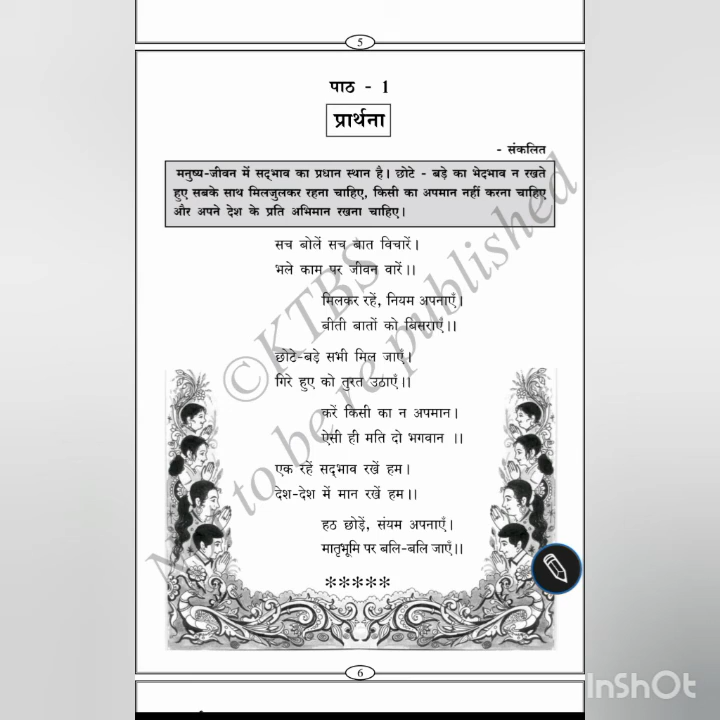 5
पाठ - 1
प्रार्थना
- संकलित
मनुष्य-जीवन में सद्भाव का प्रधान स्थान है। छोटे - बड़े का भेदभाव न रखते
हुए सबके साथ मिलजुलकर रहना चाहिए, किसी का अपमान नहीं करना चाहिए
और अपने देश के प्रति अभिमान रखना चाहिए।
सच बोलें सच बात विचारें।
भले काम पर जीवन वारें।।
मिलकर रहें, नियम अपनाएँ।
बीती बातों को बिसराएँ।।
छोटे-बड़े सभी मिल जाएँ।
गिरे हुए को तुरत उठाएँ।।
करें किसी का न अपमान।
ऐसी ही मति दो भगवान ।।
एक रहें सद्भाव रखें हम।
देश-देश में मान रखें हम।।
हठ छोड़ें, संयम अपनाएँ।
मातृभूमि पर बलि-बलि जाएँ।।
*****
6
©KTBS
Not to be republished
InShOt